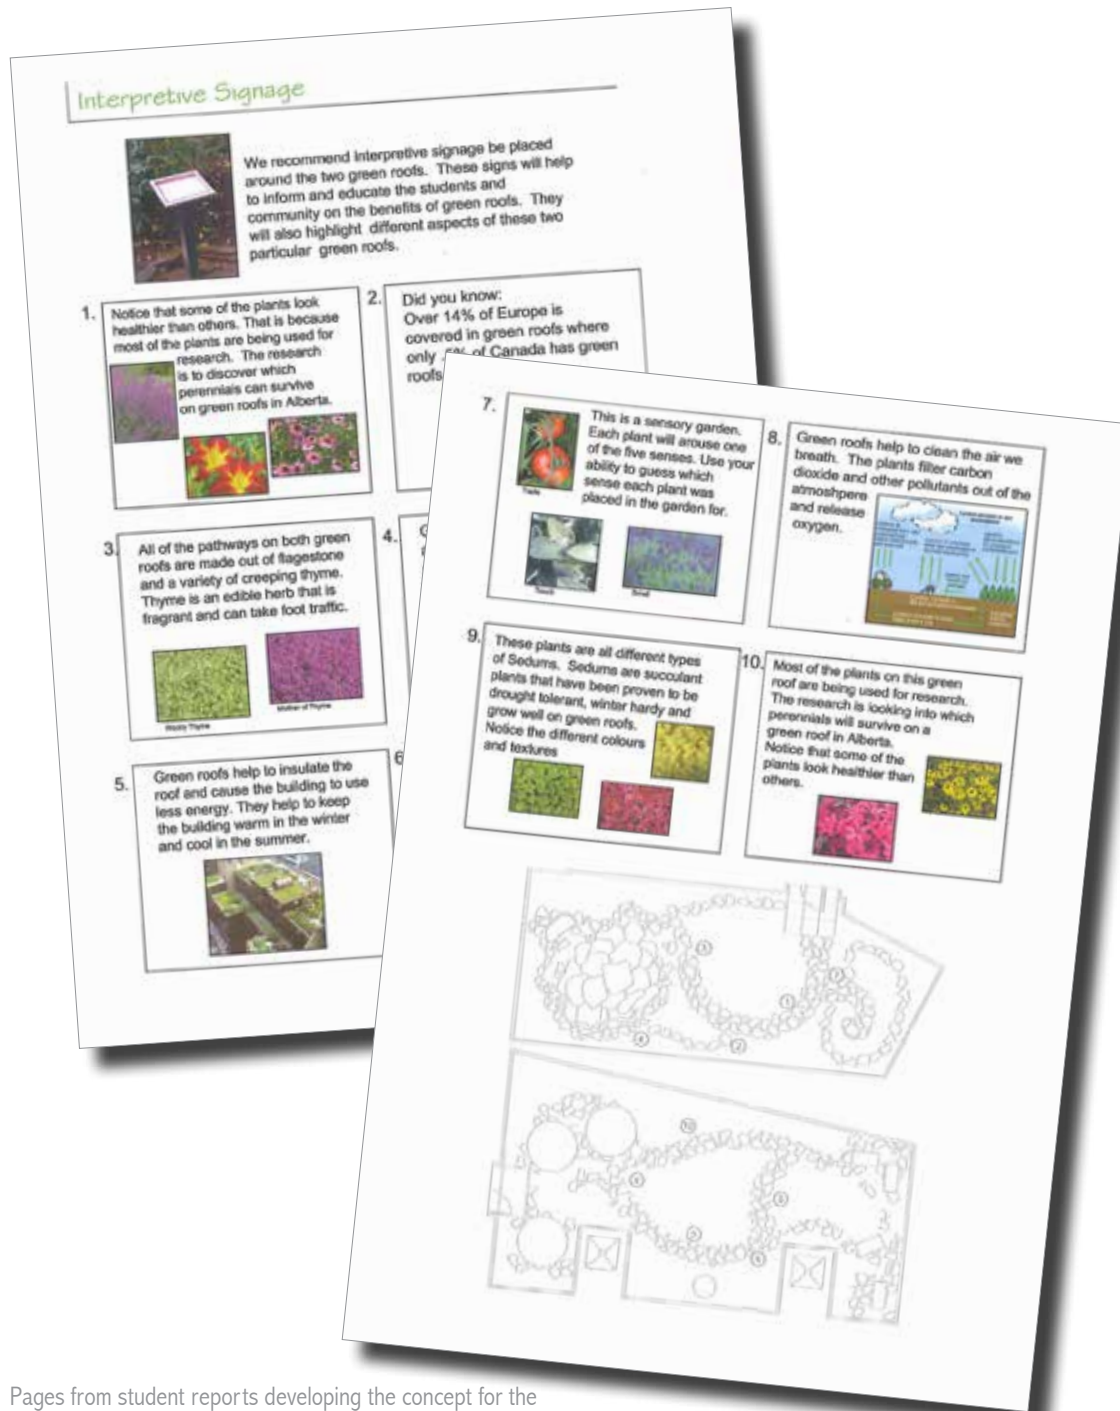 Interpretive Signage
We recommend interpretive signage be placed
around the two green roofs. These signs will help
to inform and educate the students and
community on the benefits of green roofs. They
will also highlight different aspects of these two
particular green roofs.
1.
Notice that some of the plants look
healthier than others. That is because
most of the plants are being used for
research. The research
is to discover which
perennials can survive
on green roofs in Alberta.
2.
Did you know:
Over 14% of Europe is
covered in green roofs where
only of Canada has green
roofs
3.
All of the pathways on both green
roofs are made out of flagestone
and a variety of creeping thyme.
Thyme is an edible herb that is
fragrant and can take foot traffic.
Woolly Thyme
Mother of Thyme
4.
5.
Green roofs help to insulate the
roof and cause the building to use
less energy. They help to keep
the building warm in the winter
and cool in the summer.
6
7.
This is a sensory garden.
Each plant will arouse one
of the five senses. Use your
ability to guess which
sense each plant was
placed in the garden for.
Taste
Touch
Smell
8.
Green roofs help to clean the air we
breath. The plants filter carbon
dioxide and other pollutants out of the
atmoshpere
and release
oxygen.
9.
These plants are all different types
of Sedums. Sedums are succulant
plants that have been proven to be
drought tolerant, winter hardy and
grow well on green roofs.
Notice the different colours
and textures
10.
Most of the plants on this green
roof are being used for research.
The research is looking into which
perennials will survive on a
green roof in Alberta.
Notice that some of the
plants look healthier than
others.
Pages from student reports developing the concept for the